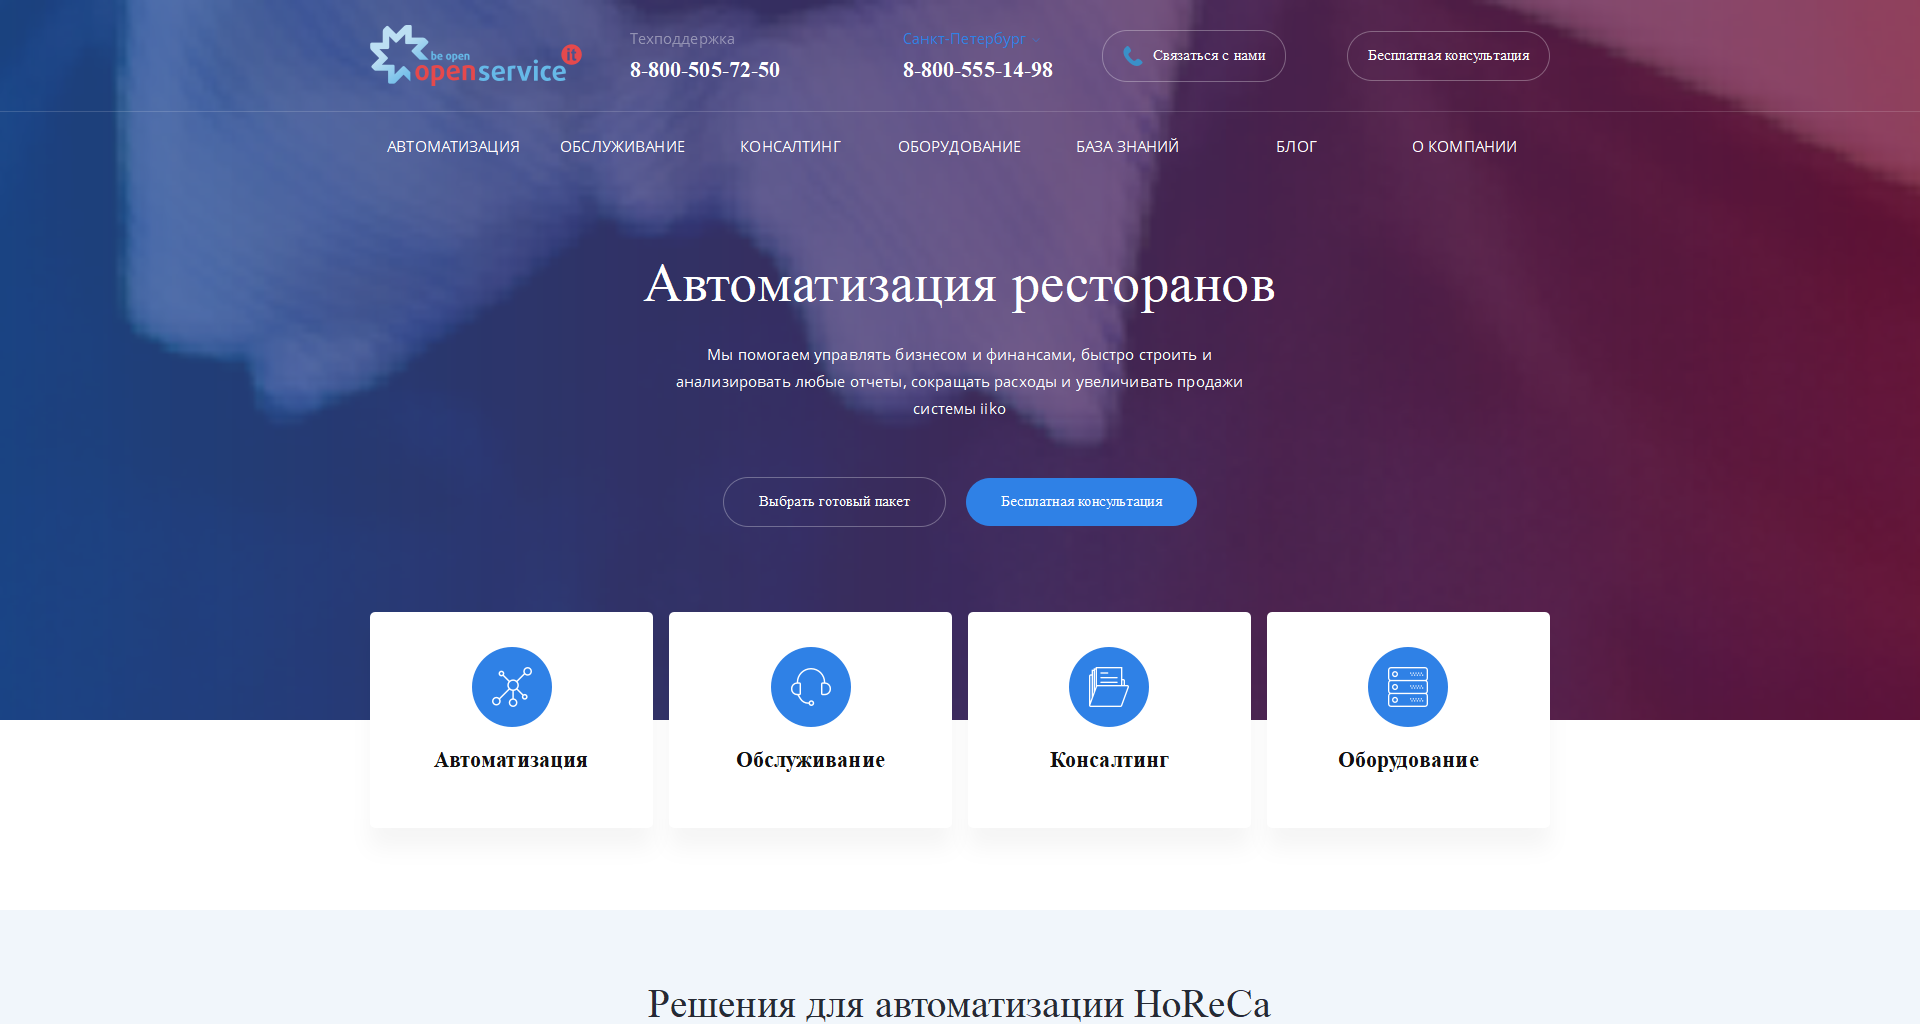 be open
openservice
it
Техподдержка
8-800-505-72-50
Санкт-Петербург
8-800-555-14-98
Связаться с нами
Бесплатная консультация
АВТОМАТИЗАЦИЯ
ОБСЛУЖИВАНИЕ
КОНСАЛТИНГ
ОБОРУДОВАНИЕ
БАЗА ЗНАНИЙ
БЛОГ
О КОМПАНИИ
Автоматизация ресторанов
Мы помогаем управлять бизнесом и финансами, быстро строить и
анализировать любые отчеты, сокращать расходы и увеличивать продажи
системы iiko
Выбрать готовый пакет
Бесплатная консультация
Автоматизация
Обслуживание
Консалтинг
Оборудование
Решения для автоматизации HoReCa